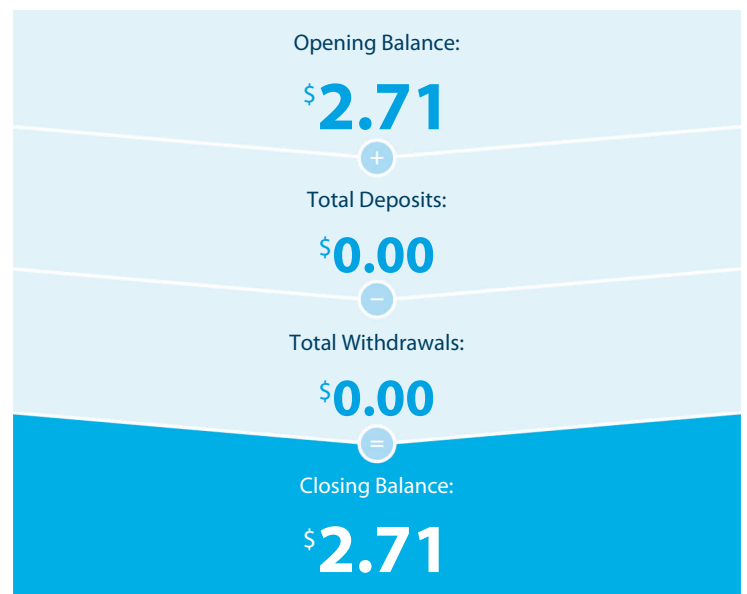 Opening Balance:
$2.71
+
Total Deposits:
$0.00
−
Total Withdrawals:
$0.00
=
Closing Balance:
$2.71